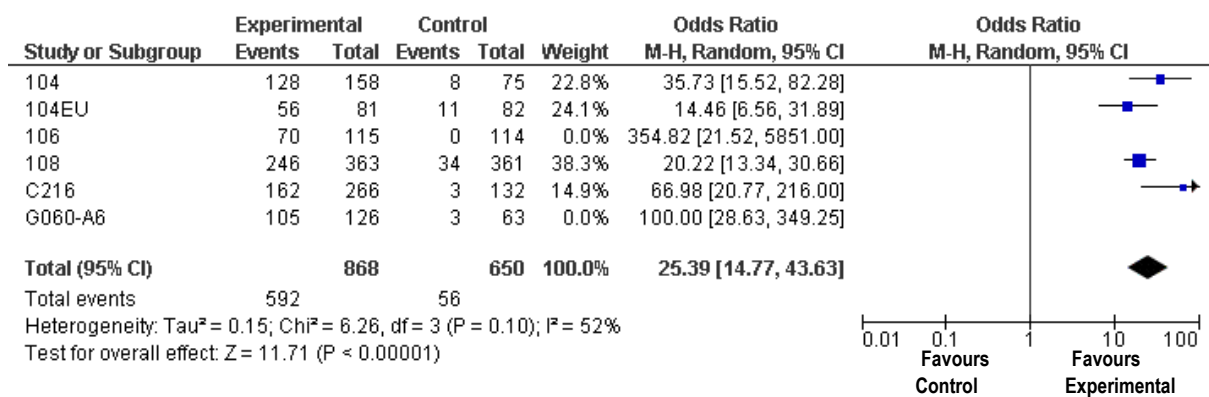 Experimental Control Odds Ratio Odds Ratio
Study or Subgroup Events Total Events Total Weight M-H, Random, 95% CI M-H, Random, 95% CI
104 128 158 8 75 22.8% 35.73 [15.52, 82.28]
104EU 56 81 11 82 24.1% 14.46 [6.56, 31.89]
106 70 115 0 114 0.0% 354.82 [21.52, 5851.00]
108 246 363 34 361 38.3% 20.22 [13.34, 30.66]
C216 162 266 3 132 14.9% 66.98 [20.77, 216.00]
G060-A6 105 126 3 63 0.0% 100.00 [28.63, 349.25]
Total (95% CI) 868 650 100.0% 25.39 [14.77, 43.63]
Total events 592 56
Heterogeneity: Tau² = 0.15; Chi² = 6.26, df = 3 (P = 0.10); I² = 52%
Test for overall effect: Z = 11.71 (P < 0.00001)
0.01 0.1 1 10 100
Favours Favours
Control Experimental